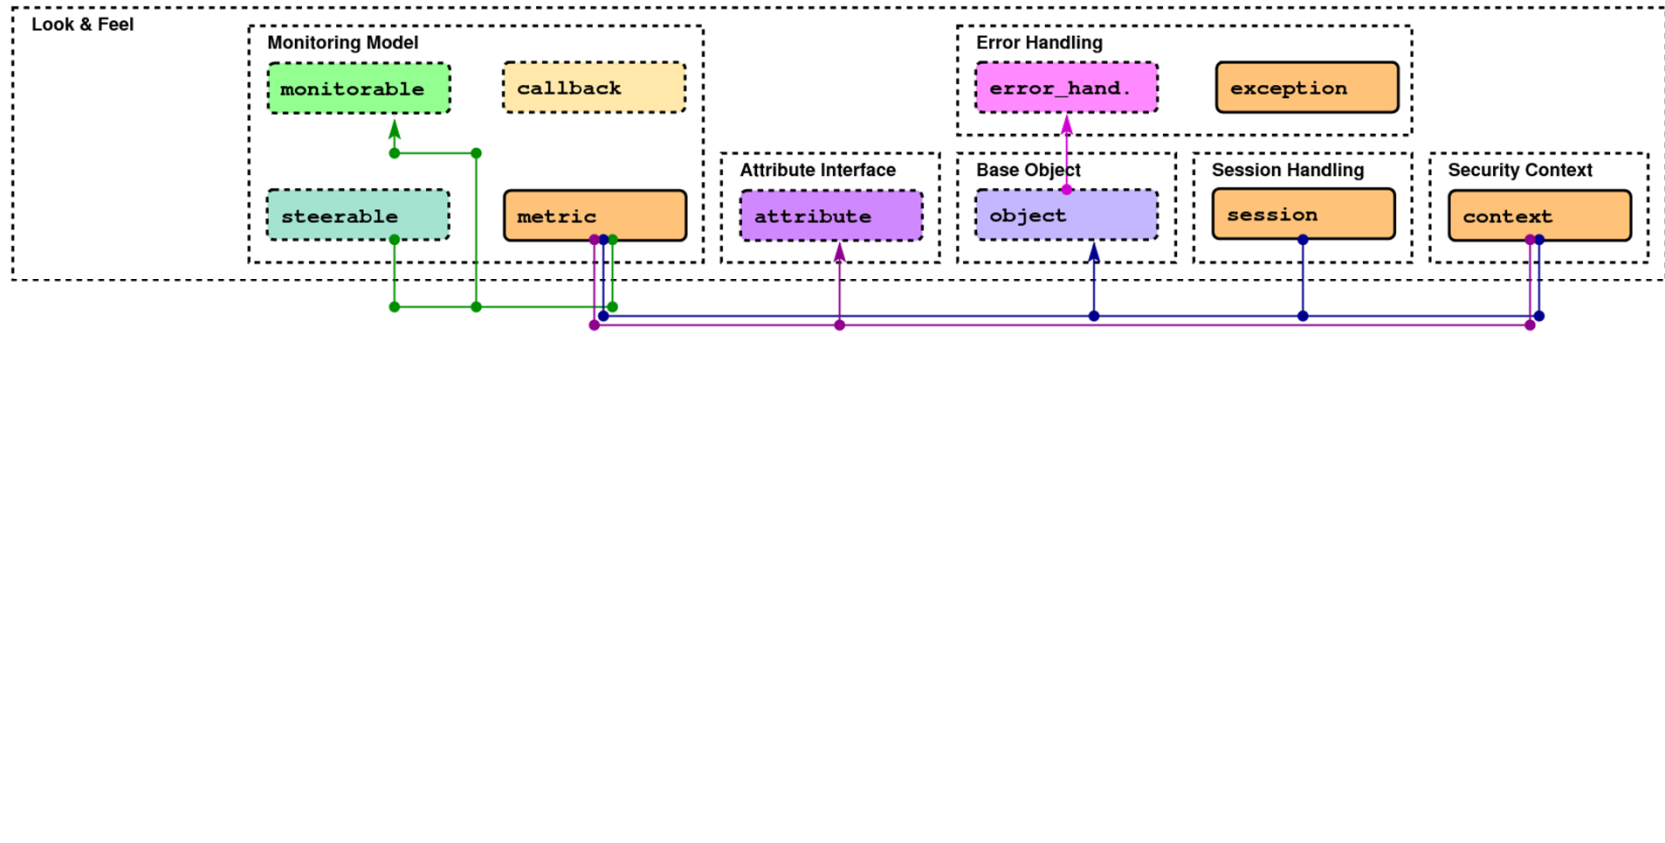 Look & Feel
Monitoring Model
Error Handling
monitorable
callback
error_hand.
exception
Attribute Interface
Base Object
Session Handling
Security Context
steerable
metric
attribute
object
session
context